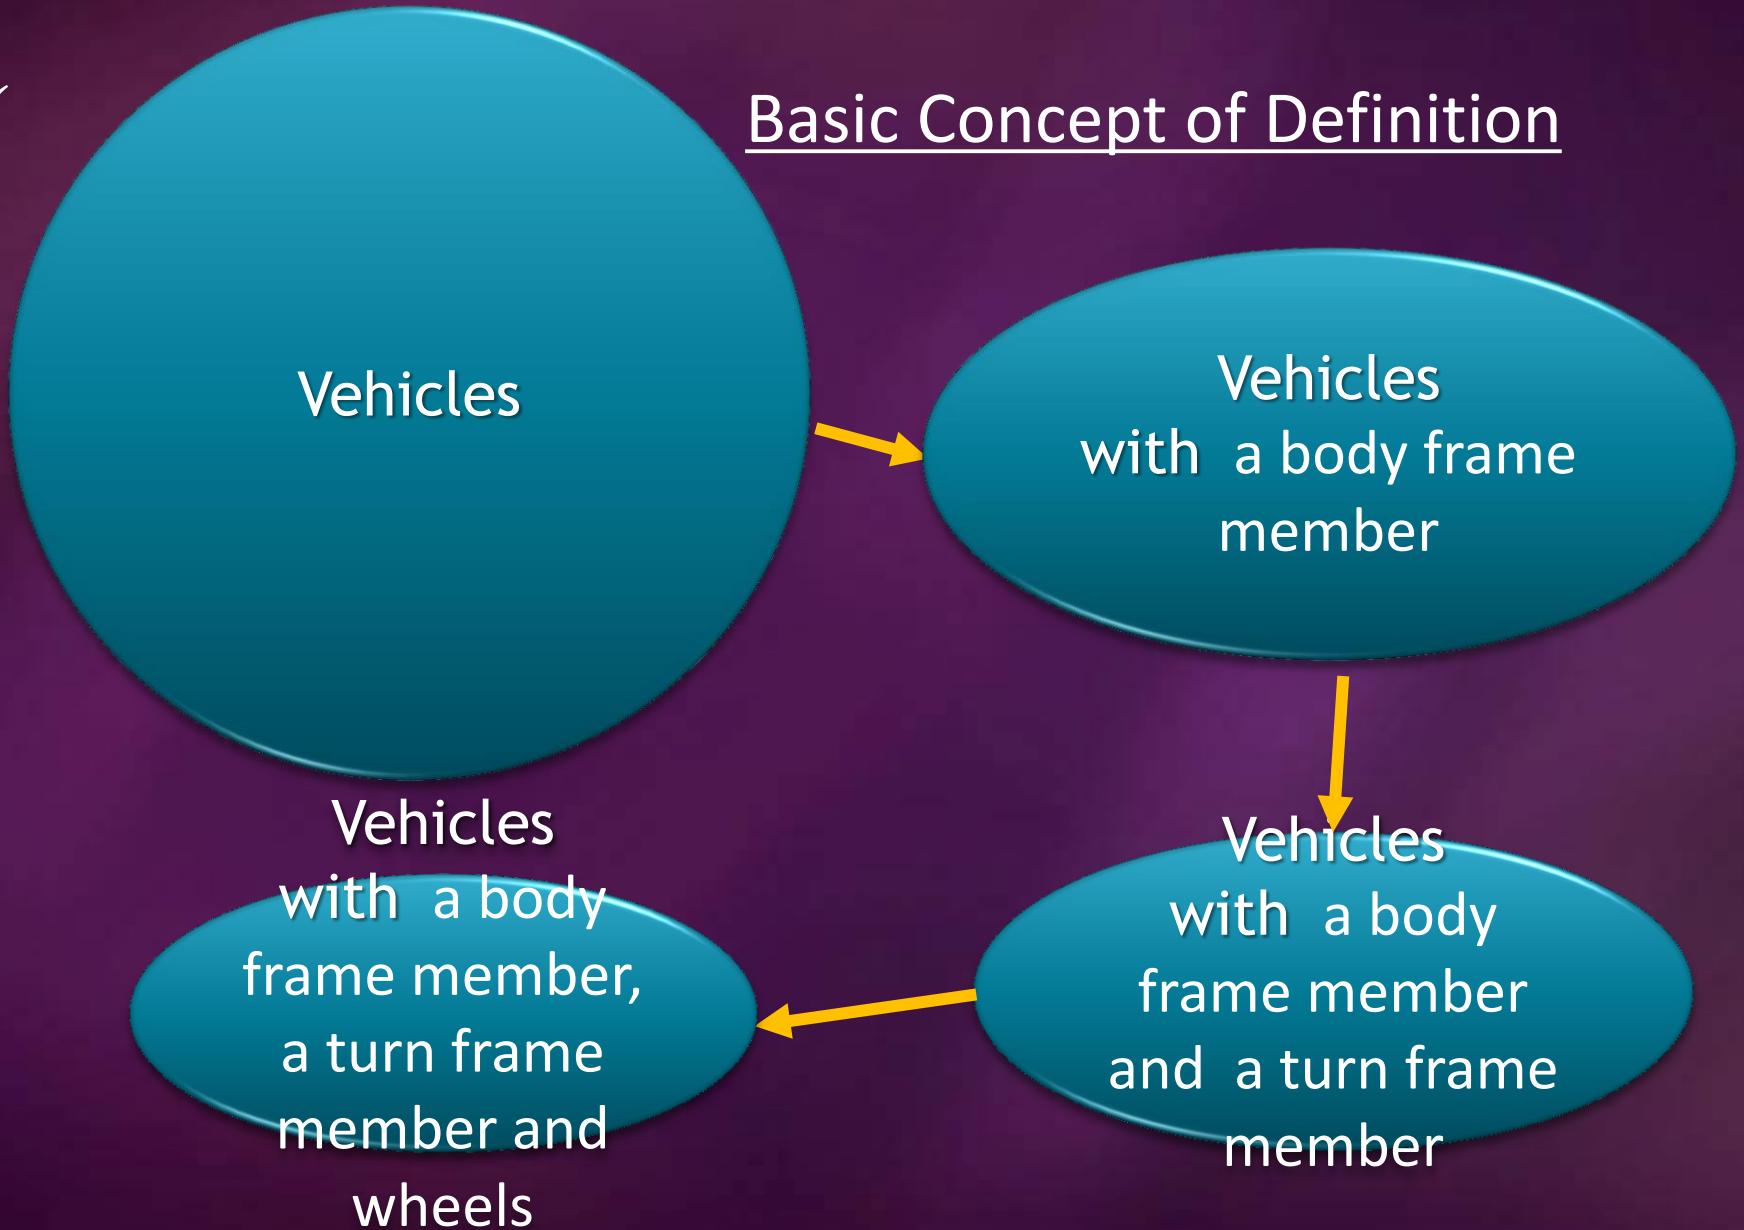 Basic Concept of Definition
Vehicles
Vehicles
with a body frame
member
Vehicles
with a body
frame member
and a turn frame
member
Vehicles
with a body
frame member,
a turn frame
member and
wheels